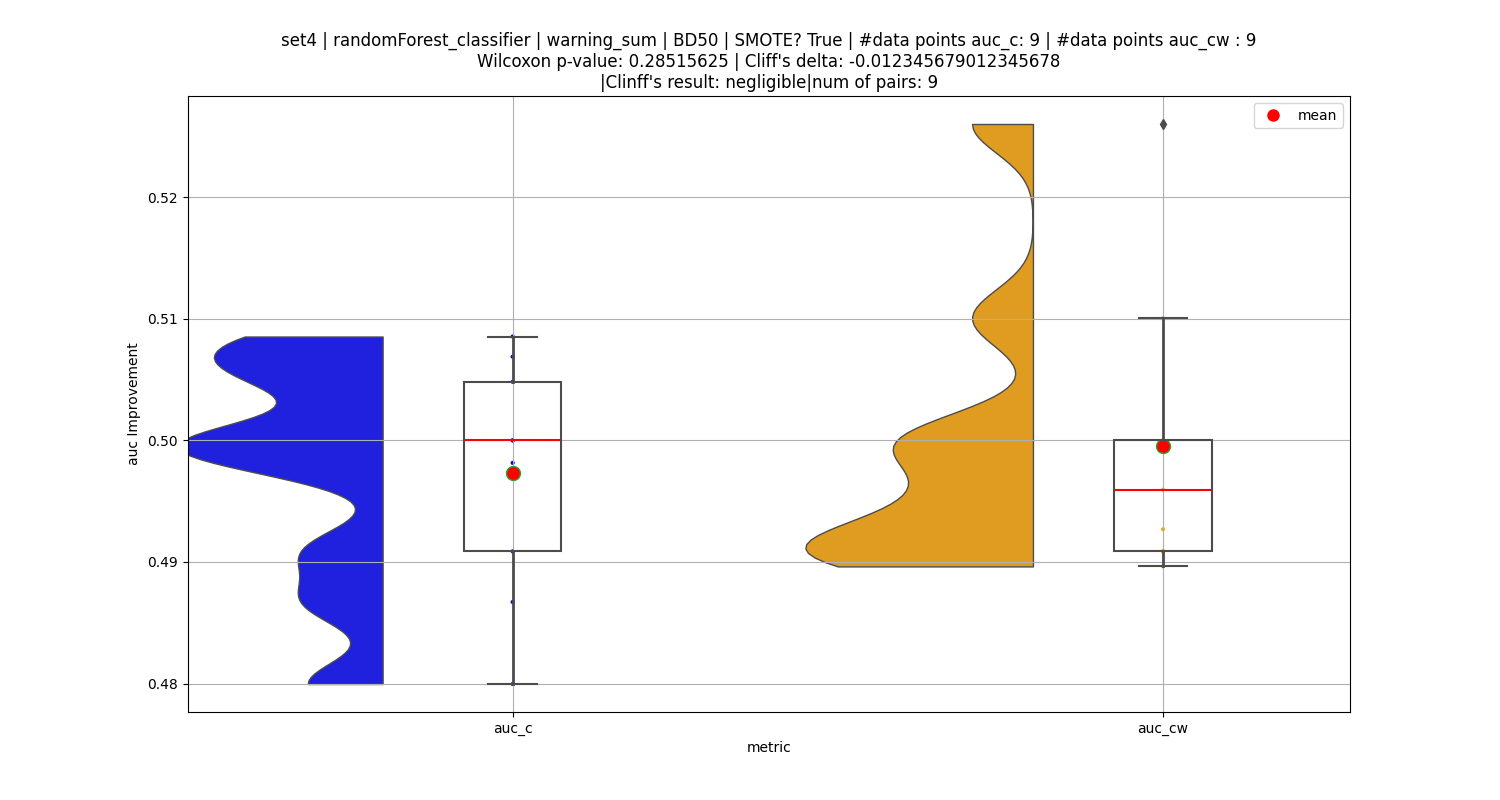 set4 | randomForest_classifier | warning_sum | BD50 | SMOTE? True | #data points auc_c: 9 | #data points auc_cw : 9
Wilcoxon p-value: 0.28515625 | Cliff's delta: -0.012345679012345678
|Clinff's result: negligible|num of pairs: 9
mean
0.52
0.51
0.50
0.49
0.48
auc Improvement
auc_c
auc_cw
metric